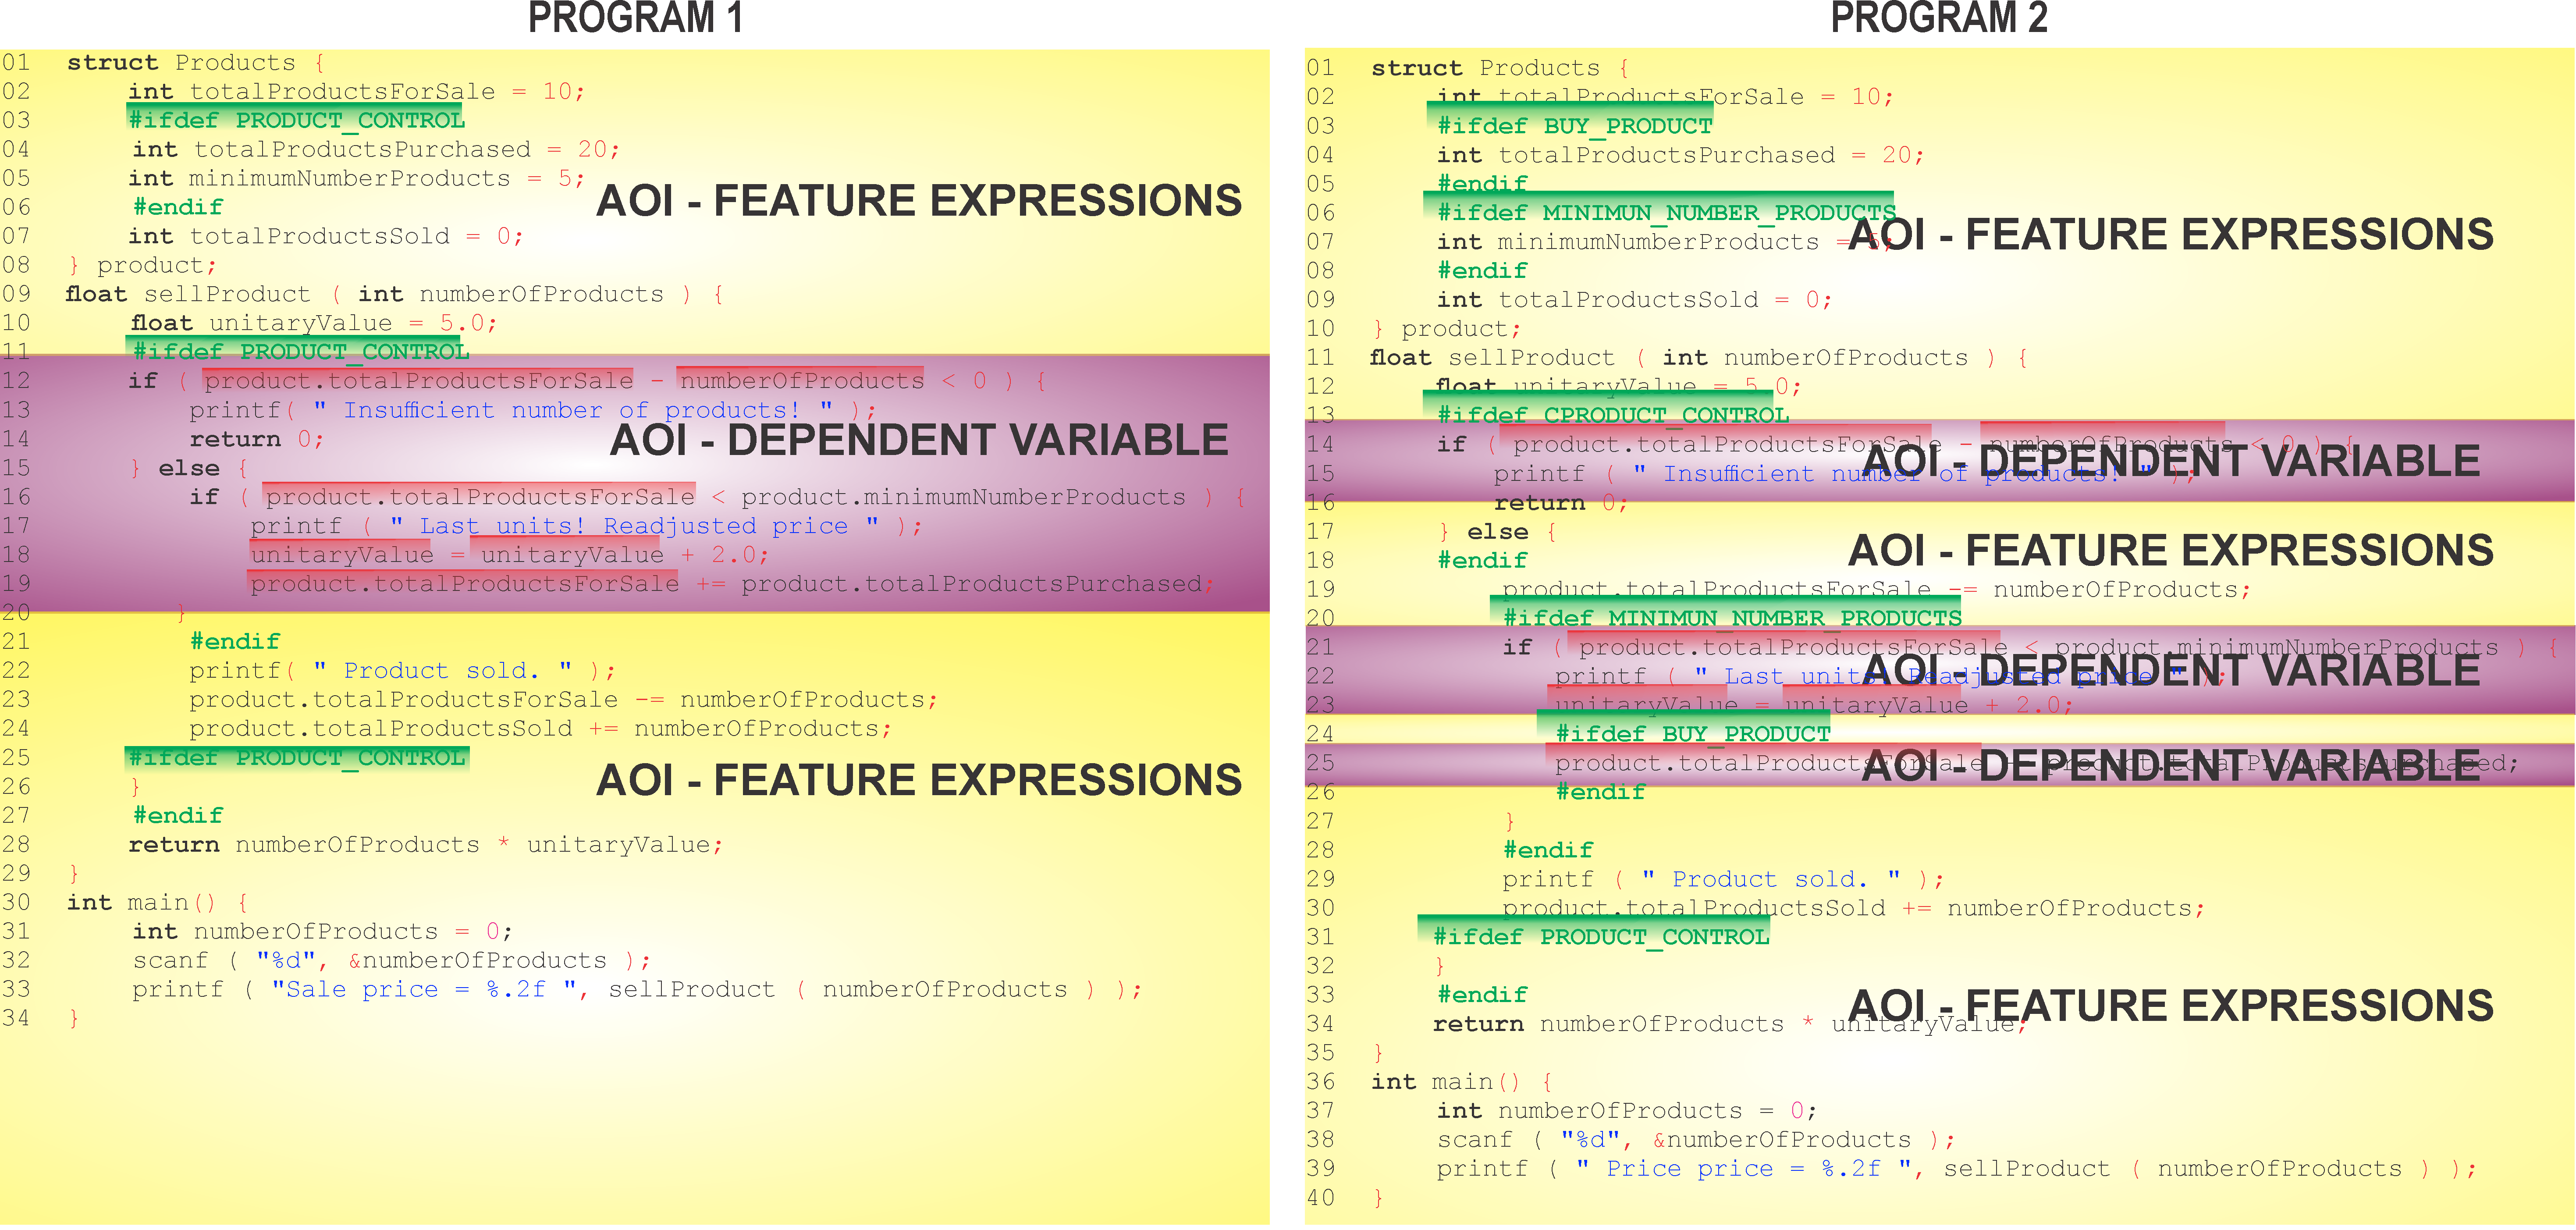 PROGRAM 1
01 struct Products {
02 int totalProductsForSale = 10;
03 #ifdef PRODUCT_CONTROL
04 int totalProductsPurchased = 20;
05 int minimumNumberProducts = 5;
AOI - FEATURE EXPRESSIONS
06 #endif
07 int totalProductsSold = 0;
08 } product;
09 float sellProduct ( int numberOfProducts ) {
10 float unitaryValue = 5.0;
11 #ifdef PRODUCT_CONTROL
12 if ( product.totalProductsForSale - numberOfProducts < 0 ) {
13 printf( " Insufficient number of products! " );
14 return 0;
AOI - DEPENDENT VARIABLE
15 } else {
16 if ( product.totalProductsForSale < product.minimumNumberProducts ) {
17 printf ( " Last units! Readjusted price " );
18 unitaryValue = unitaryValue + 2.0;
19 product.totalProductsForSale += product.totalProductsPurchased;
20 }
21 #endif
22 printf( " Product sold. " );
23 product.totalProductsForSale -= numberOfProducts;
24 product.totalProductsSold += numberOfProducts;
25 #ifdef PRODUCT_CONTROL
26 }
AOI - FEATURE EXPRESSIONS
27 #endif
28 return numberOfProducts * unitaryValue;
29 }
30 int main() {
31 int numberOfProducts = 0;
32 scanf ( "%d", &numberOfProducts );
33 printf ( "Sale price = %.2f ", sellProduct ( numberOfProducts ) );
34 }
PROGRAM 2
01 struct Products {
02 int totalProductsForSale = 10;
03 #ifdef BUY_PRODUCT
04 int totalProductsPurchased = 20;
05 #endif
06 #ifdef MINIMUN_NUMBER_PRODUCTS
AOI - FEATURE EXPRESSIONS
07 int minimumNumberProducts = 5;
08 #endif
09 int totalProductsSold = 0;
10 } product;
11 float sellProduct ( int numberOfProducts ) {
12 float unitaryValue = 5.0;
13 #ifdef CPRODUCT_CONTROL
14 if ( product.totalProductsForSale - numberOfProducts < 0 ) {
AOI - DEPENDENT VARIABLE
15 printf ( " Insufficient number of products! " );
16 return 0;
17 } else {
AOI - FEATURE EXPRESSIONS
18 #endif
19 product.totalProductsForSale -= numberOfProducts;
20 #ifdef MINIMUN_NUMBER_PRODUCTS
21 if ( product.totalProductsForSale < product.minimumNumberProducts ) {
AOI - DEPENDENT VARIABLE
22 printf ( " Last units! Readjusted price " );
23 unitaryValue = unitaryValue + 2.0;
24 #ifdef BUY_PRODUCT
25 product.totalProductsForSale product.totalProductsPurchased;
AOI - DEPENDENT VARIABLE
26 #endif
27 }
28 #endif
29 printf ( " Product sold. " );
30 product.totalProductsSold += numberOfProducts;
31 #ifdef PRODUCT_CONTROL
32 }
33 #endif
AOI - FEATURE EXPRESSIONS
34 return numberOfProducts * unitaryValue;
35 }
36 int main() {
37 int numberOfProducts = 0;
38 scanf ( "%d", &numberOfProducts );
39 printf ( " Price price = %.2f ", sellProduct ( numberOfProducts ) );
40 }